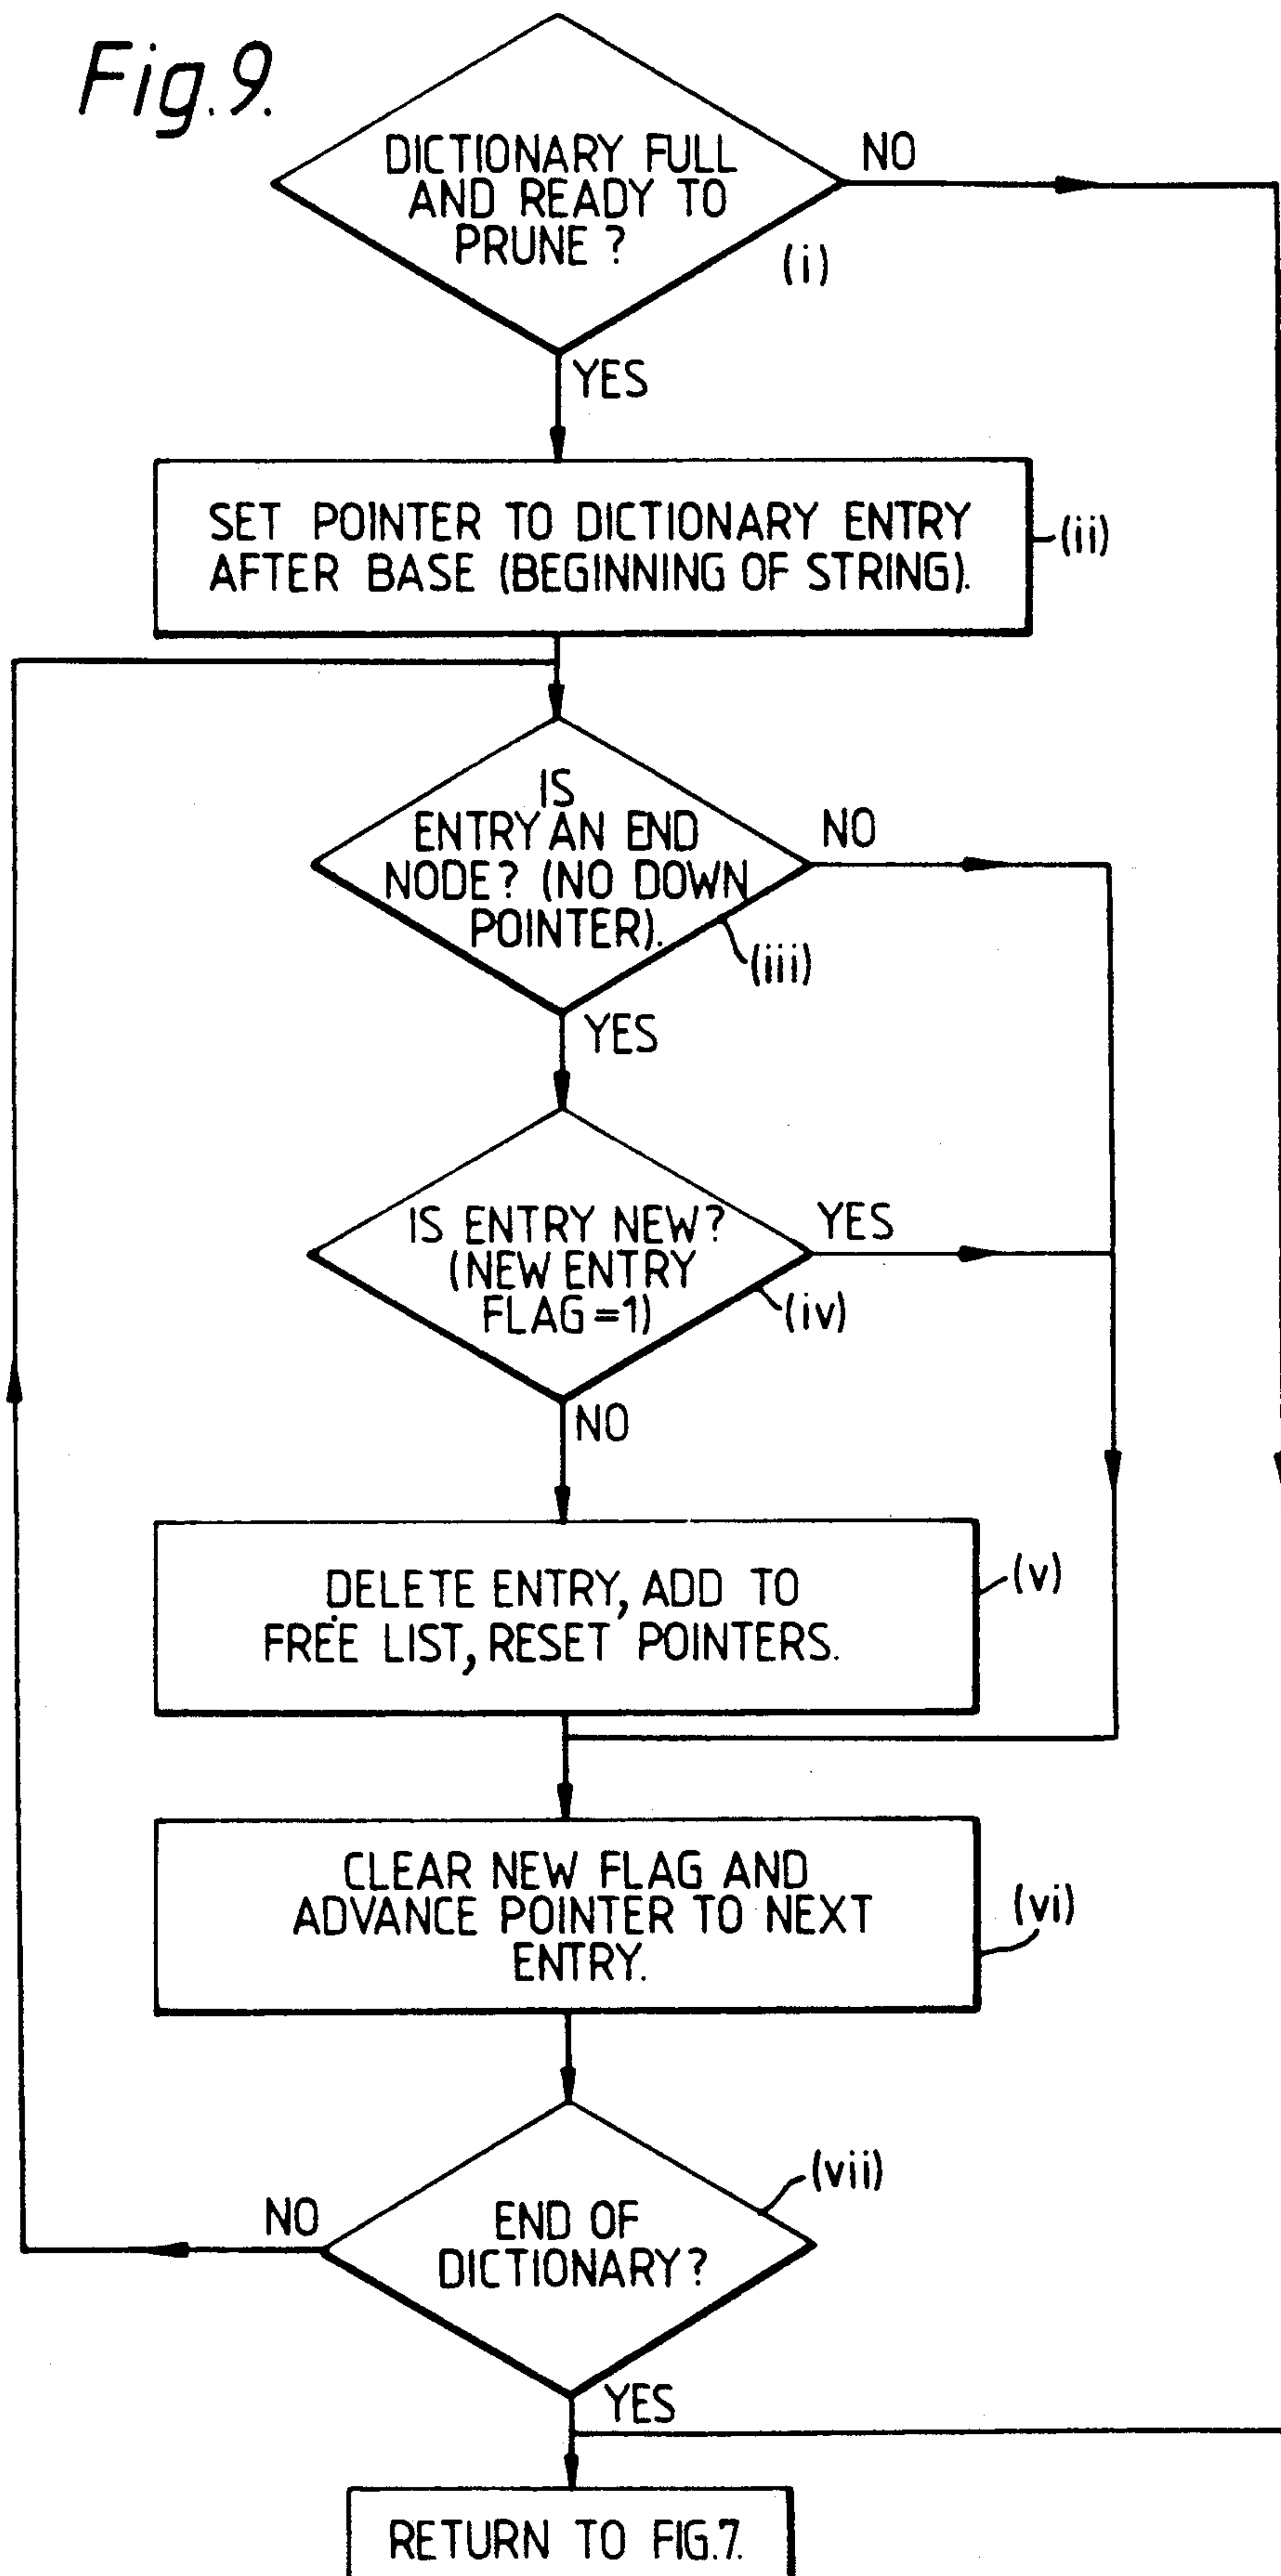 Fig.9.
DICTIONARY FULL
AND READY TO
PRUNE?
NO
(i)
YES
SET POINTER TO DICTIONARY ENTRY
AFTER BASE (BEGINNING OF STRING).
(ii)
IS
ENTRY AN END
NODE? (NO DOWN
POINTER).
NO
(iii)
YES
IS ENTRY NEW?
(NEW ENTRY
FLAG=1)
YES
(iv)
NO
DELETE ENTRY, ADD TO
FREE LIST, RESET POINTERS.
(v)
CLEAR NEW FLAG AND
ADVANCE POINTER TO NEXT
ENTRY.
(vi)
(vii)
NO
END OF
DICTIONARY?
YES
RETURN TO FIG.7.